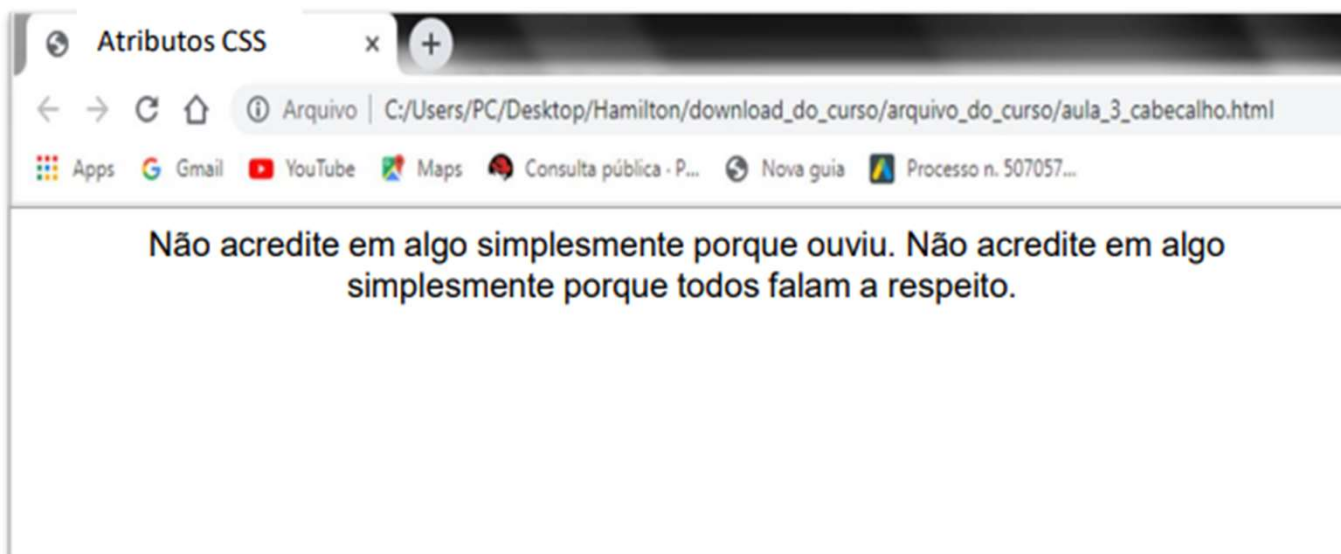 Atributos CSS x +
Arquivo | C:/Users/PC/Desktop/Hamilton/download_do_curso/arquivo_do_curso/aula_3_cabecalho.html
Apps G Gmail YouTube Maps Consulta pública - P... Nova guia Processo n. 507057...
Não acredite em algo simplesmente porque ouviu. Não acredite em algo
simplesmente porque todos falam a respeito.